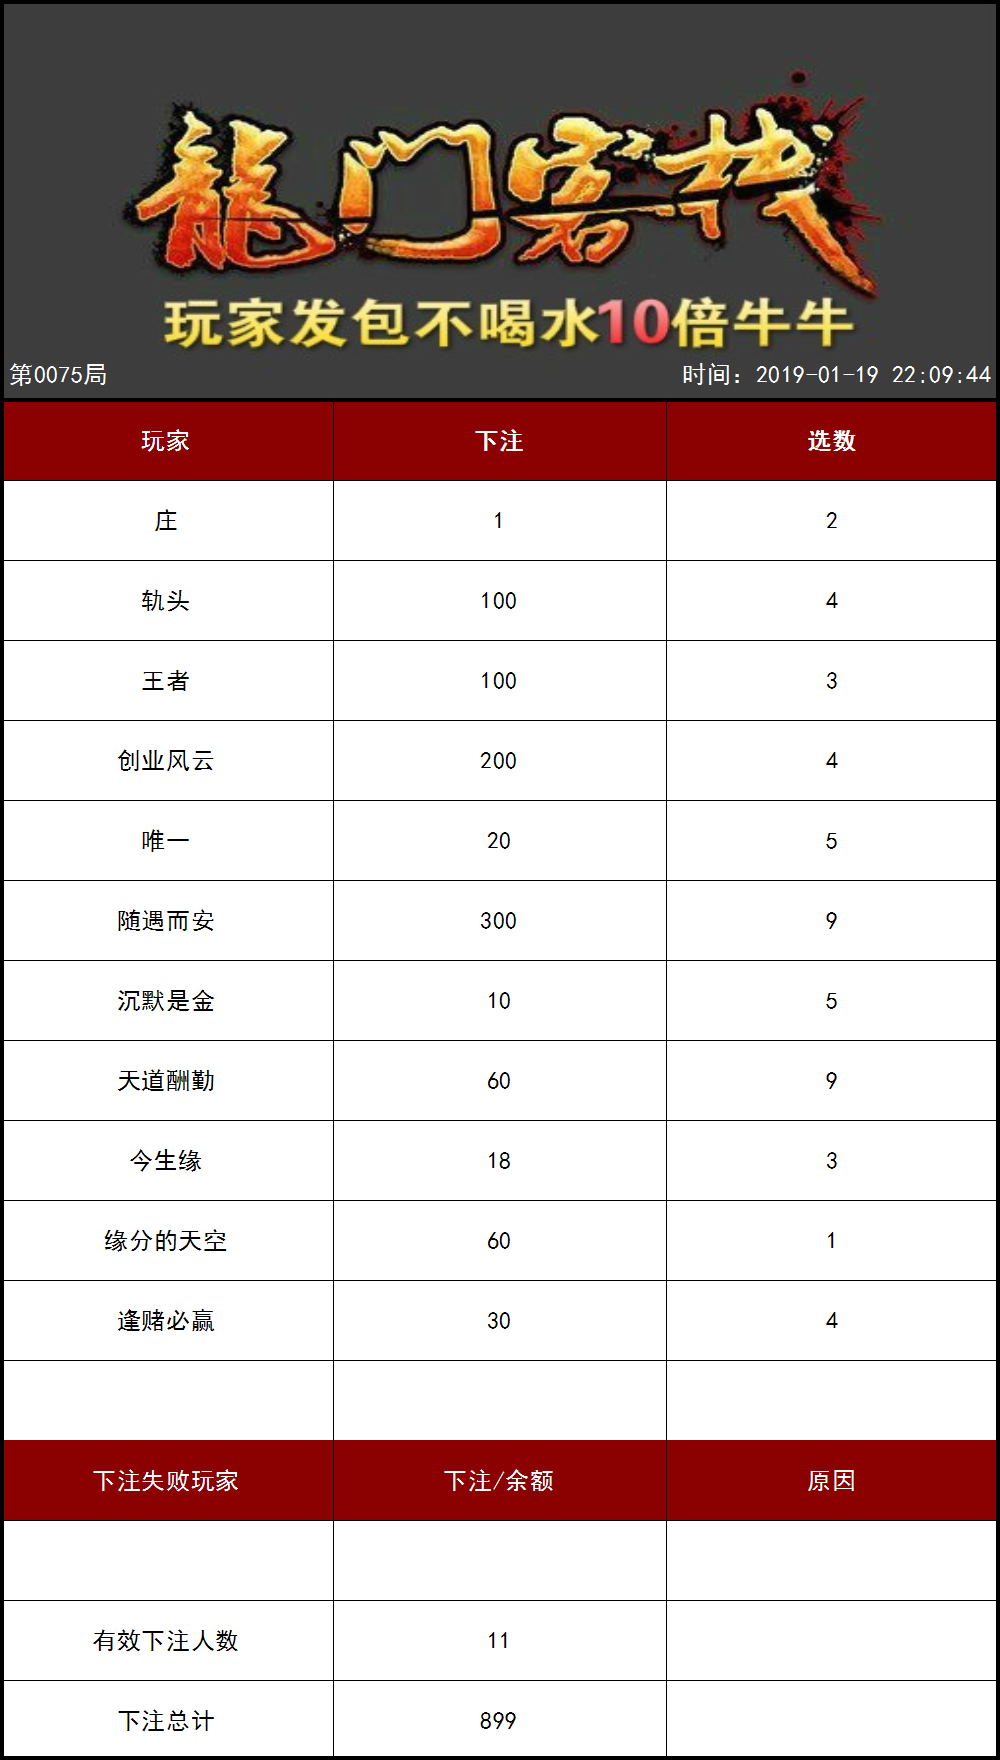 龍门客栈
玩家发包不喝水10倍牛牛
第0075局 时间：2019-01-19 22:09:44
玩家 下注 选数
庄 1 2
轨头 100 4
王者 100 3
创业风云 200 4
唯一 20 5
随遇而安 300 9
沉默是金 10 5
天道酬勤 60 9
今生缘 18 3
缘分的天空 60 1
逢赌必赢 30 4
下注失败玩家 下注/余额 原因
有效下注人数 11
下注总计 899